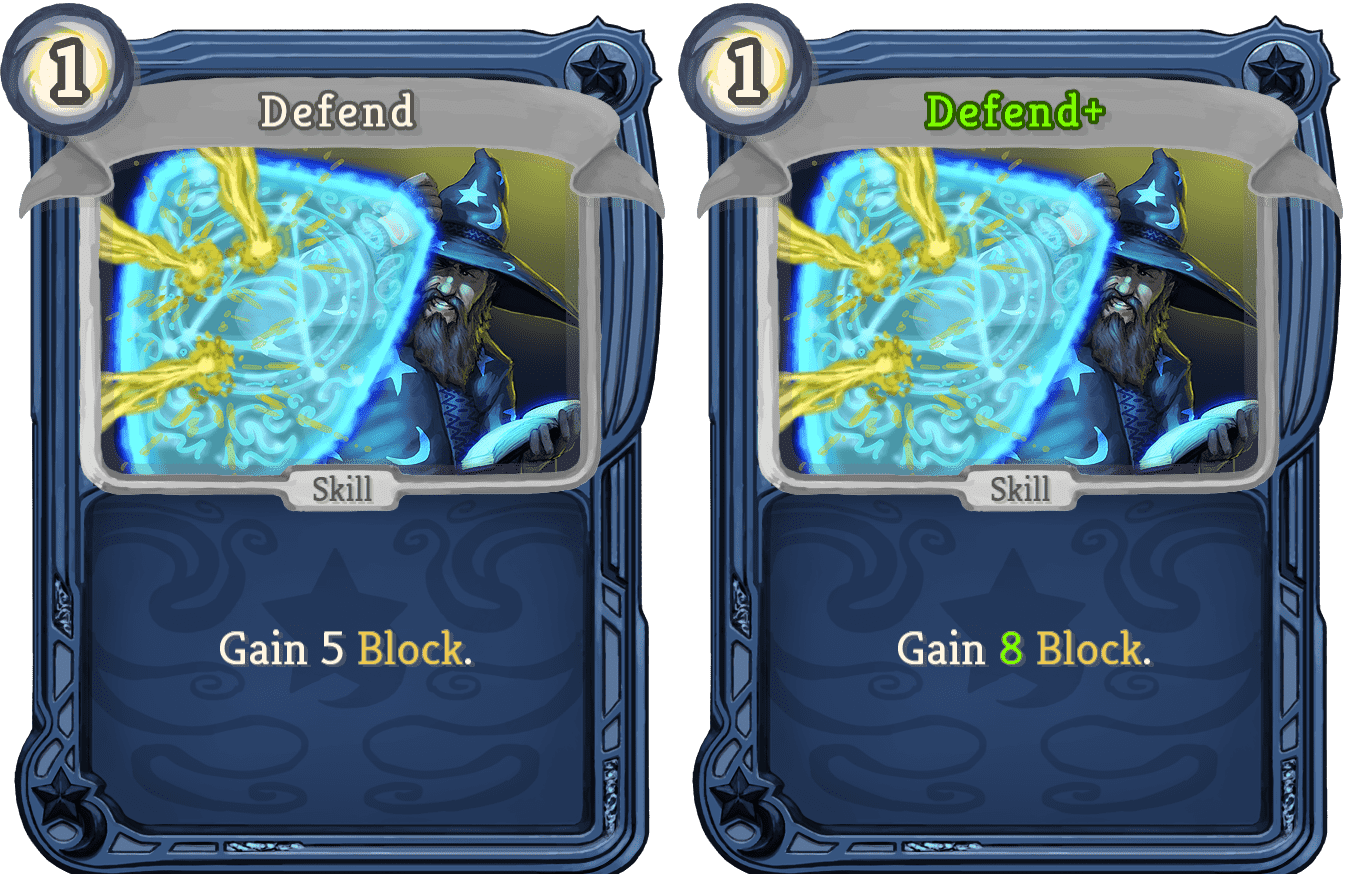 1
Defend
Skill
Gain 5 Block.
1
Defend+
Skill
Gain 8 Block.